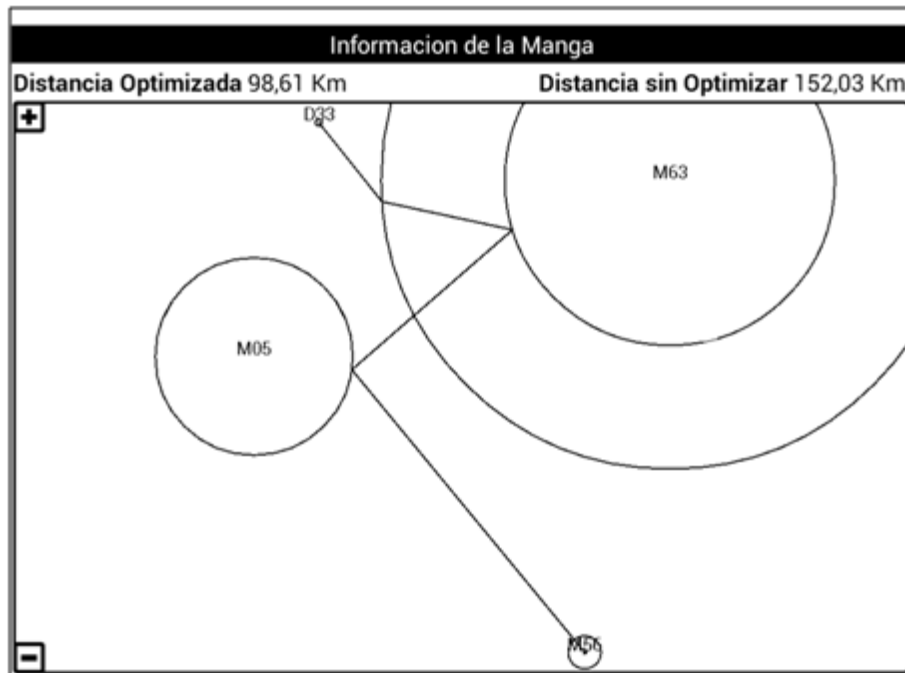 Informacion de la Manga
Distancia Optimizada 98,61 Km Distancia sin Optimizar 152,03 Km
+
D33
M63
M05
M56
-